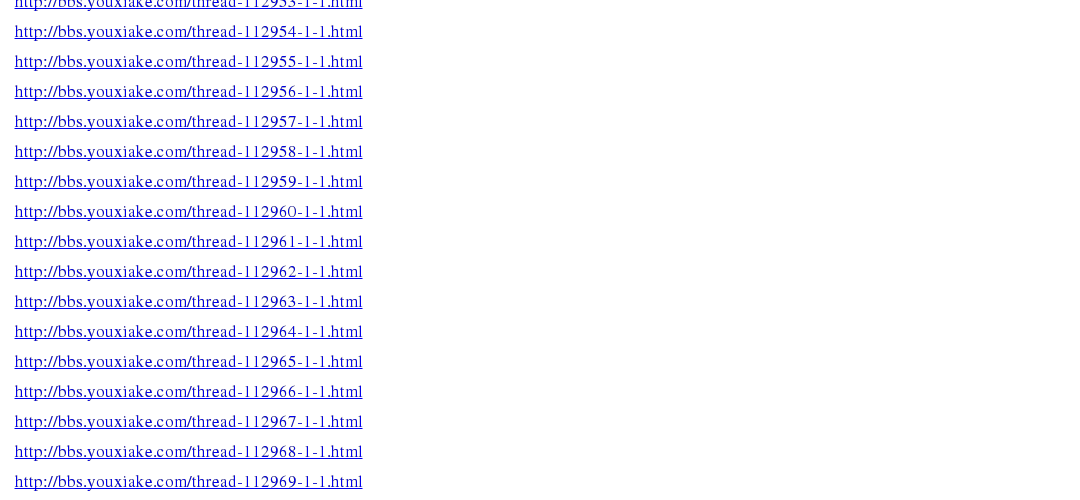 http://bbs.youxiake.com/thread-112953-1-1.html
http://bbs.youxiake.com/thread-112954-1-1.html
http://bbs.youxiake.com/thread-112955-1-1.html
http://bbs.youxiake.com/thread-112956-1-1.html
http://bbs.youxiake.com/thread-112957-1-1.html
http://bbs.youxiake.com/thread-112958-1-1.html
http://bbs.youxiake.com/thread-112959-1-1.html
http://bbs.youxiake.com/thread-112960-1-1.html
http://bbs.youxiake.com/thread-112961-1-1.html
http://bbs.youxiake.com/thread-112962-1-1.html
http://bbs.youxiake.com/thread-112963-1-1.html
http://bbs.youxiake.com/thread-112964-1-1.html
http://bbs.youxiake.com/thread-112965-1-1.html
http://bbs.youxiake.com/thread-112966-1-1.html
http://bbs.youxiake.com/thread-112967-1-1.html
http://bbs.youxiake.com/thread-112968-1-1.html
http://bbs.youxiake.com/thread-112969-1-1.html